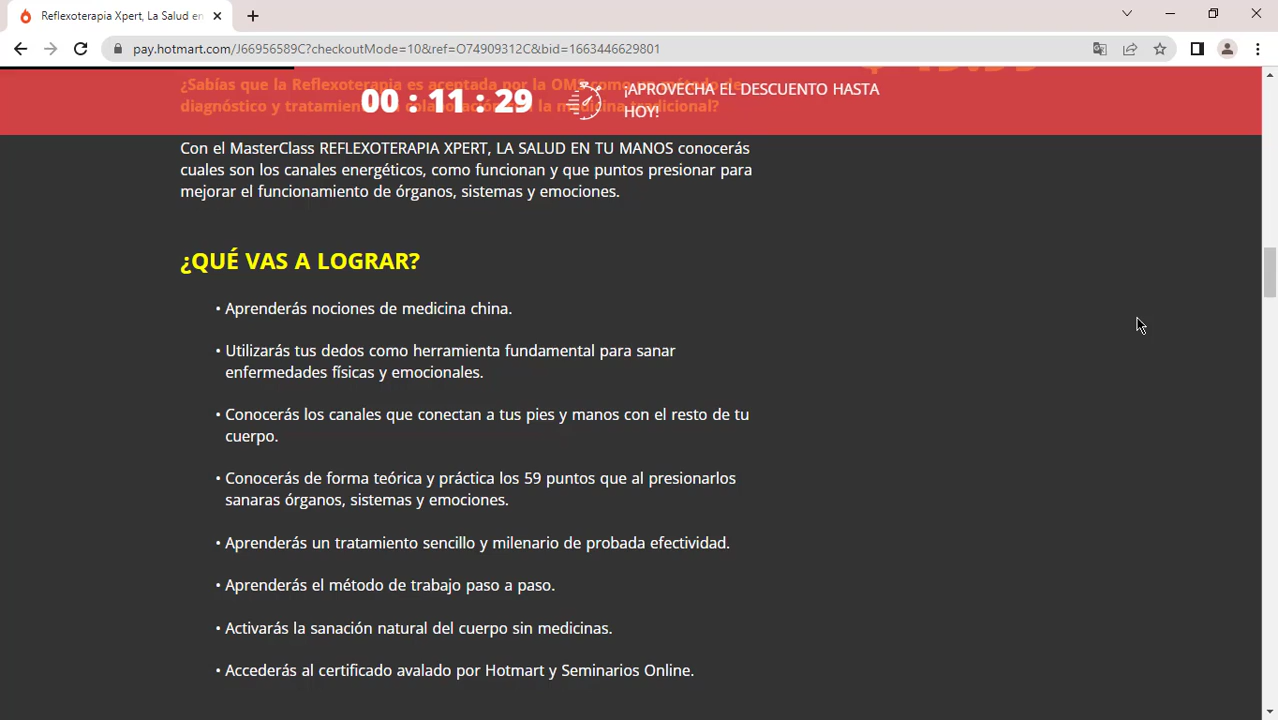 Reflexoterapia Xpert, La Salud en
pay.hotmart.com/J66956589C?checkoutMode=10&ref=O74909312C&bid=1663446629801
¿Sabías que la Reflexoterapia es aceptada por la OMS como un método de
diagnóstico y tratamiento la medicina tradicional?
00 : 11 : 29
¡APROVECHA EL DESCUENTO HASTA
HOY!
Con el MasterClass REFLEXOTERAPIA XPERT, LA SALUD EN TU MANOS conocerás
cuales son los canales energéticos, como funcionan y que puntos presionar para
mejorar el funcionamiento de órganos, sistemas y emociones.
¿QUÉ VAS A LOGRAR?
• Aprenderás nociones de medicina china.
• Utilizarás tus dedos como herramienta fundamental para sanar
enfermedades físicas y emocionales.
• Conocerás los canales que conectan a tus pies y manos con el resto de tu
cuerpo.
• Conocerás de forma teórica y práctica los 59 puntos que al presionarlos
sanaras órganos, sistemas y emociones.
• Aprenderás un tratamiento sencillo y milenario de probada efectividad.
• Aprenderás el método de trabajo paso a paso.
• Activarás la sanación natural del cuerpo sin medicinas.
• Accederás al certificado avalado por Hotmart y Seminarios Online.